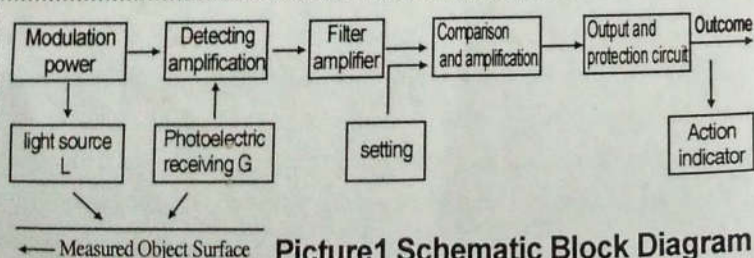 Modulation
power
Detecting
amplification
Filter
amplifier
Comparison
and amplification
Output and
protection circuit
Outcome
light source
L
Photoelectric
receiving G
setting
Action
indicator
Measured Object Surface
Picture1 Schematic Block Diagram